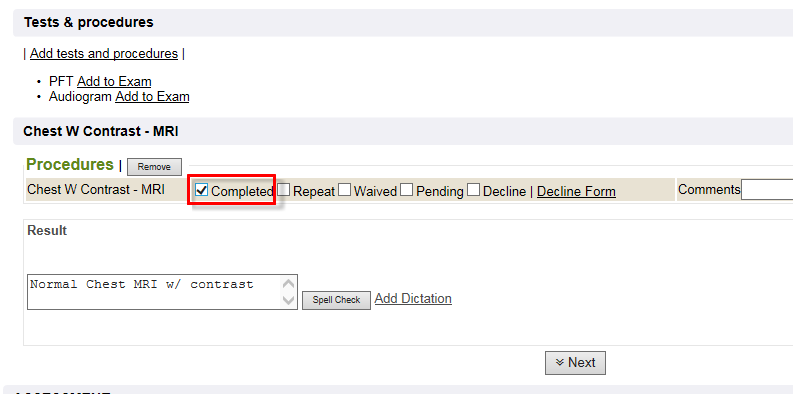 Tests & procedures
| Add tests and procedures |
• PFT Add to Exam
• Audiogram Add to Exam
Chest W Contrast - MRI
Procedures | Remove
Chest W Contrast - MRI Completed Repeat Waived Pending Decline | Decline Form Comments
Result
Normal Chest MRI w/ contrast
Spell Check Add Dictation
Next